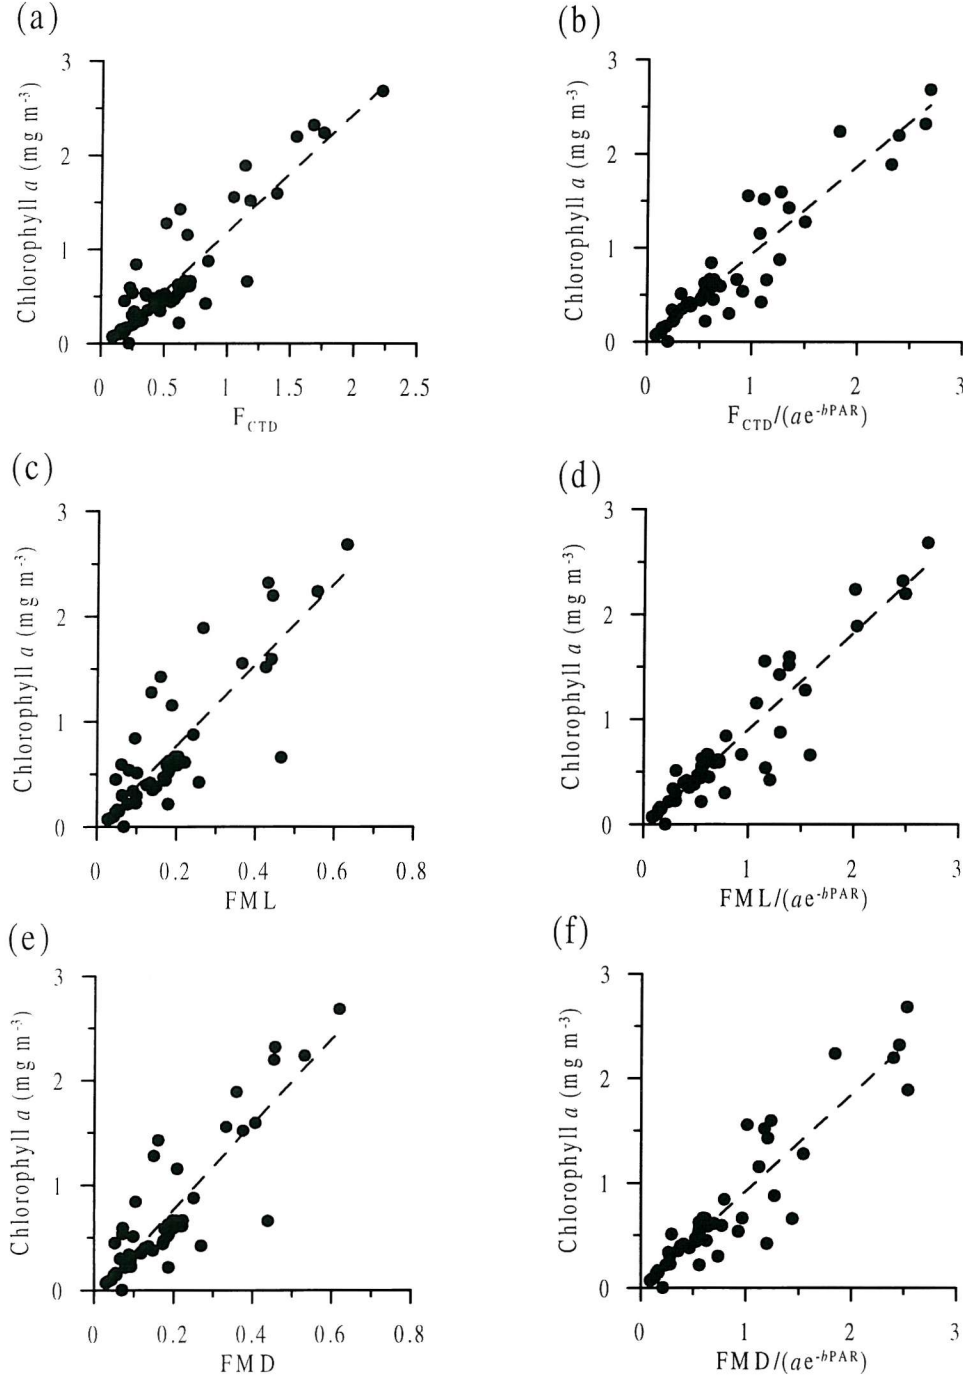 (a)
3
2
1
0
Chlorophyll a (mg m-3)
0 0.5 1 1.5 2 2.5
FCTD
(b)
3
2
1
0
Chlorophyll a (mg m-3)
0 1 2 3
FCTD/(ae-bPAR)
(c)
3
2
1
0
Chlorophyll a (mg m-3)
0 0.2 0.4 0.6 0.8
FML
(d)
3
2
1
0
Chlorophyll a (mg m-3)
0 1 2 3
FML/(ae-bPAR)
(e)
3
2
1
0
Chlorophyll a (mg m-3)
0 0.2 0.4 0.6 0.8
FMD
(f)
3
2
1
0
Chlorophyll a (mg m-3)
0 1 2 3
FMD/(ae-bPAR)